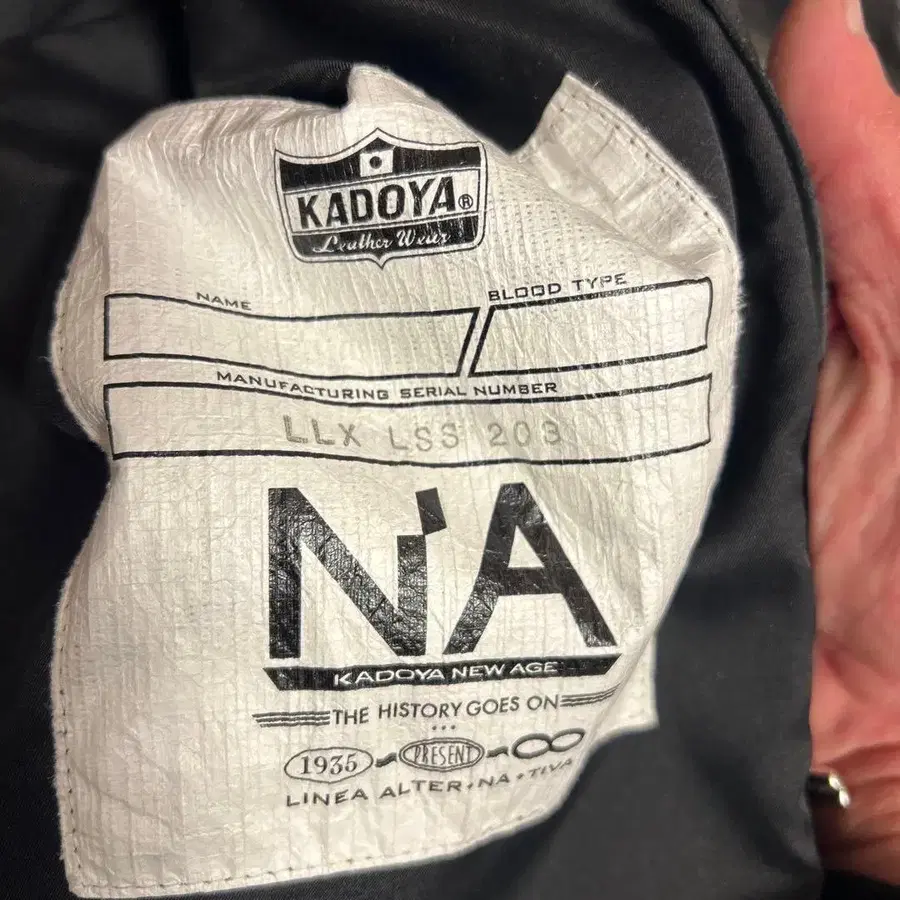 KADOYA®
Leather Wear
NAME BLOOD TYPE
MANUFACTURING SERIAL NUMBER
LLX LSS 203
N'A
KADOYA NEW AGE
THE HISTORY GOES ON
1935~PRESENT~∞
LINEA ALTER•NA•TIVA